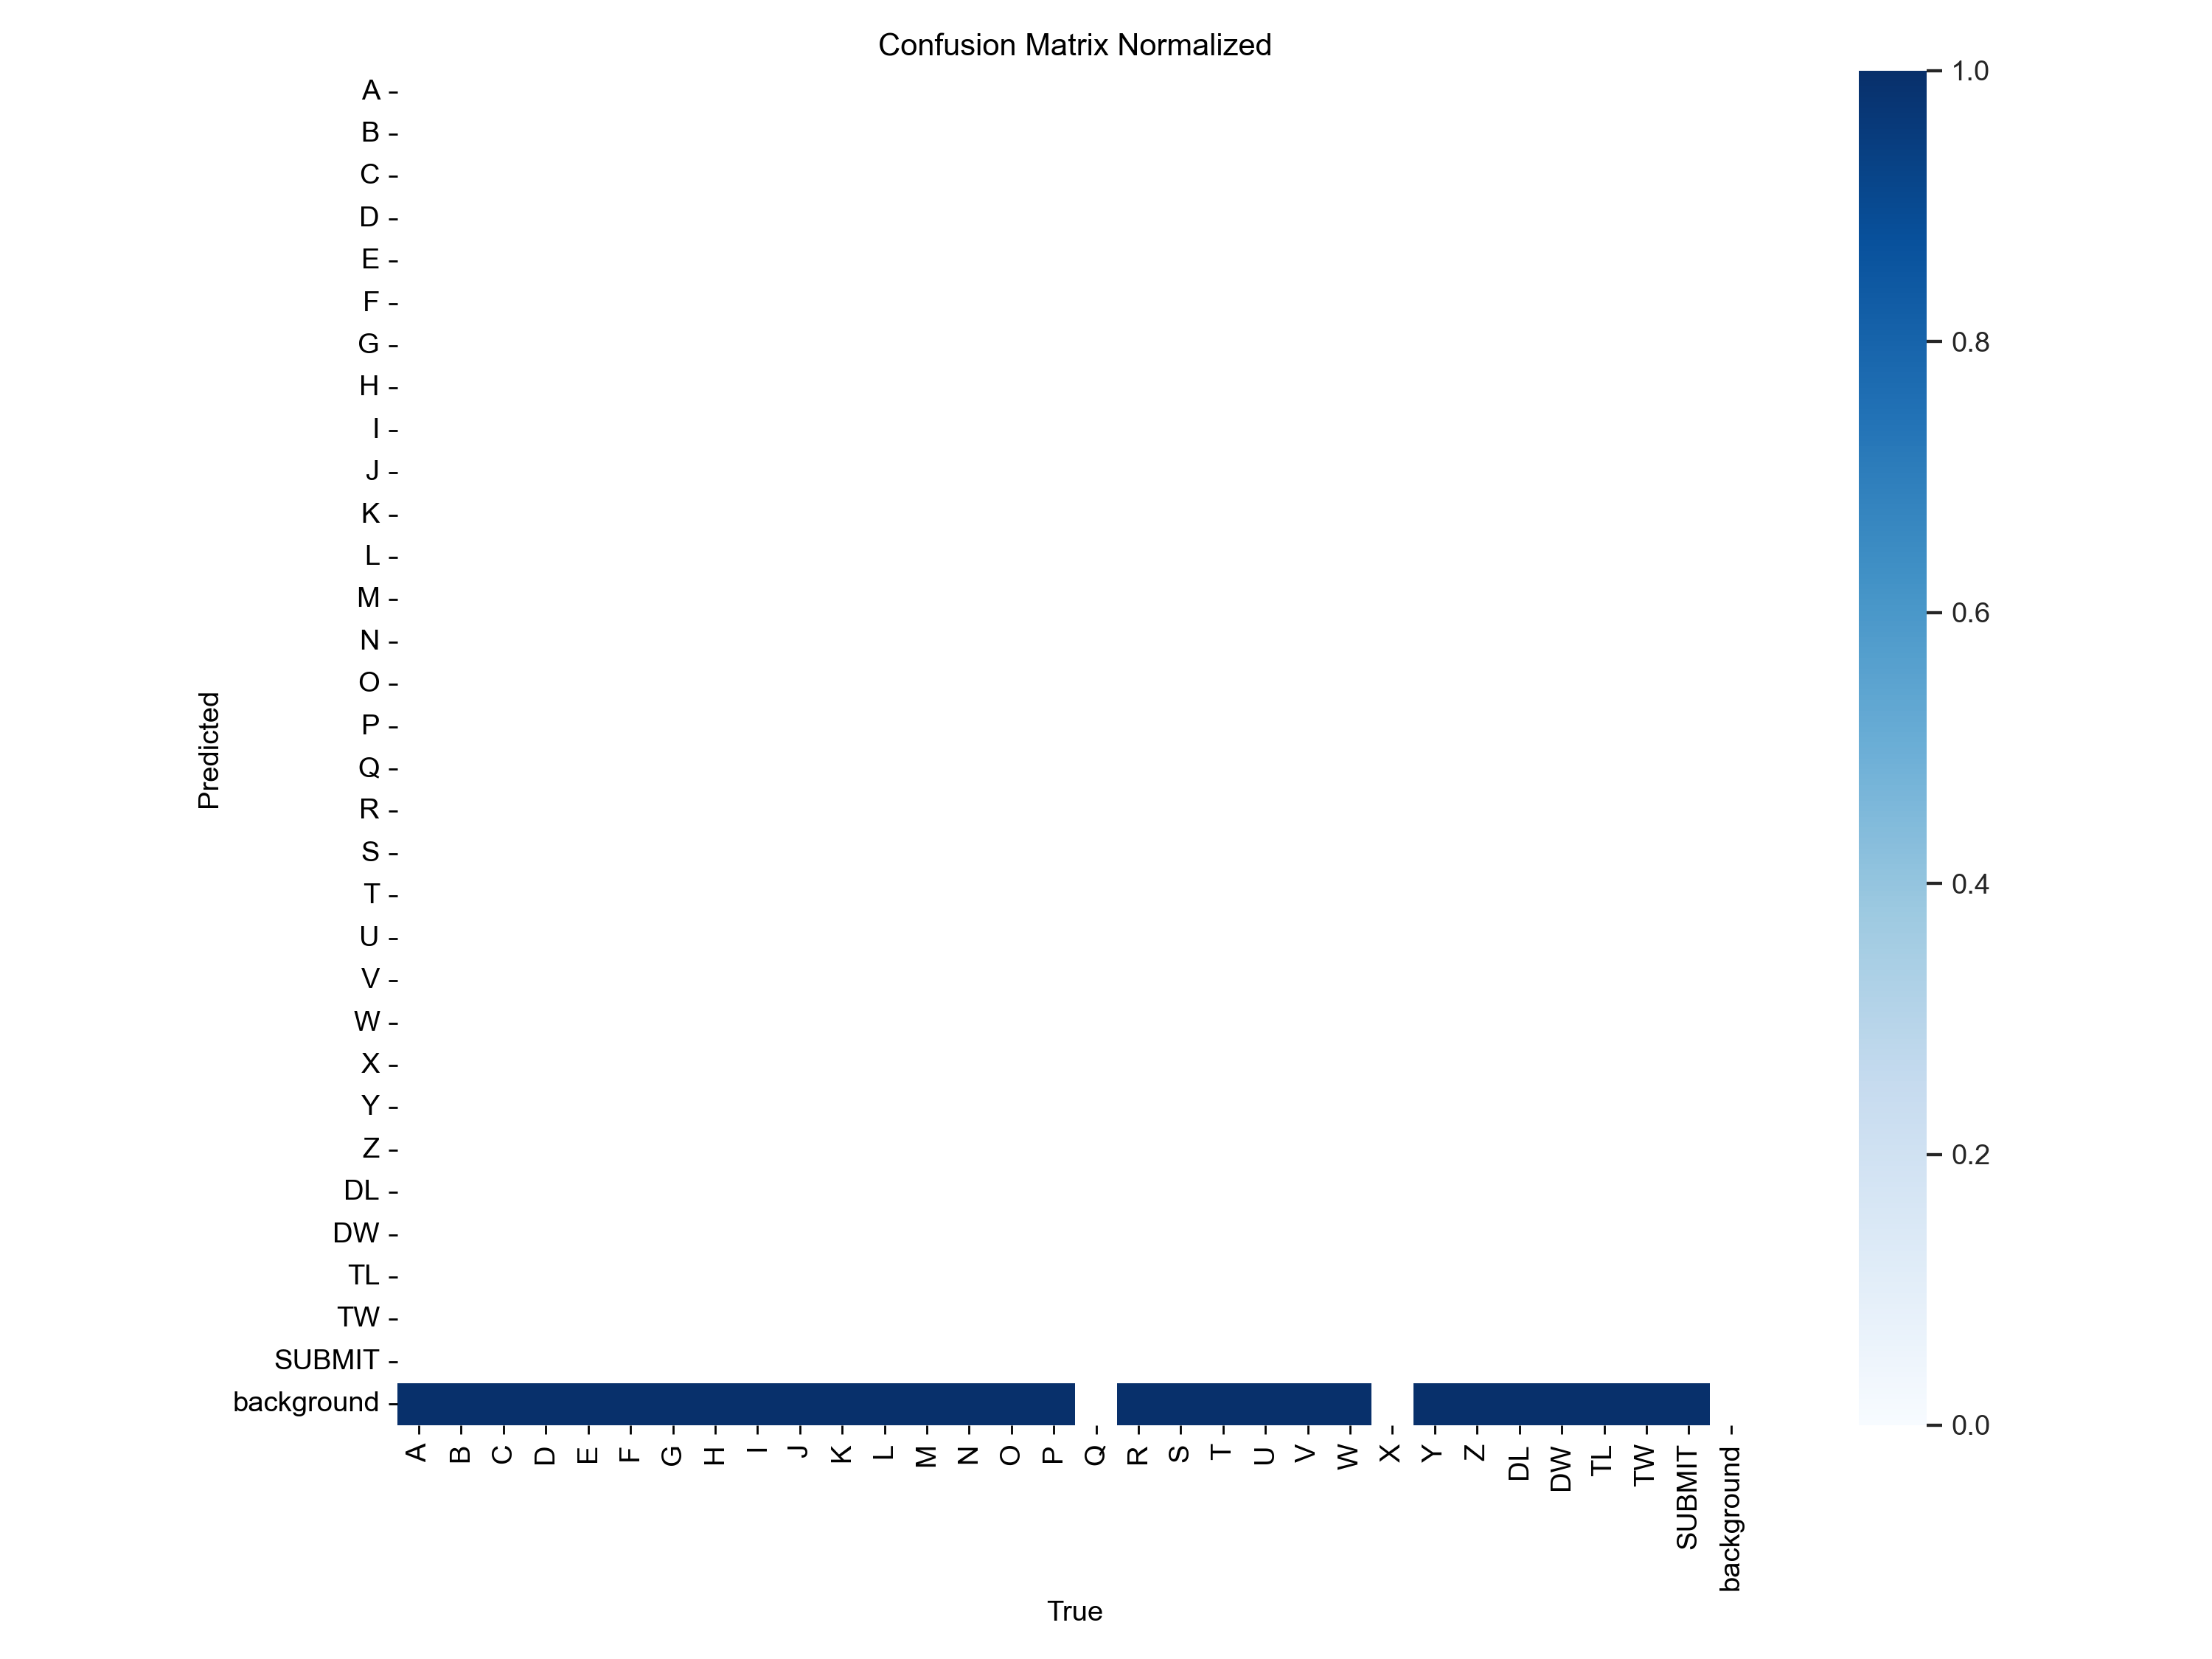 Confusion Matrix Normalized
A
B
C
D
E
F
G
H
I
J
K
L
M
N
O
P
Q
R
S
T
U
V
W
X
Y
Z
DL
DW
TL
TW
SUBMIT
background
Predicted
A B C D E F G H I J K L M N O P Q R S T U V W X Y Z DL DW TL TW SUBMIT background
True
1.0
0.8
0.6
0.4
0.2
0.0